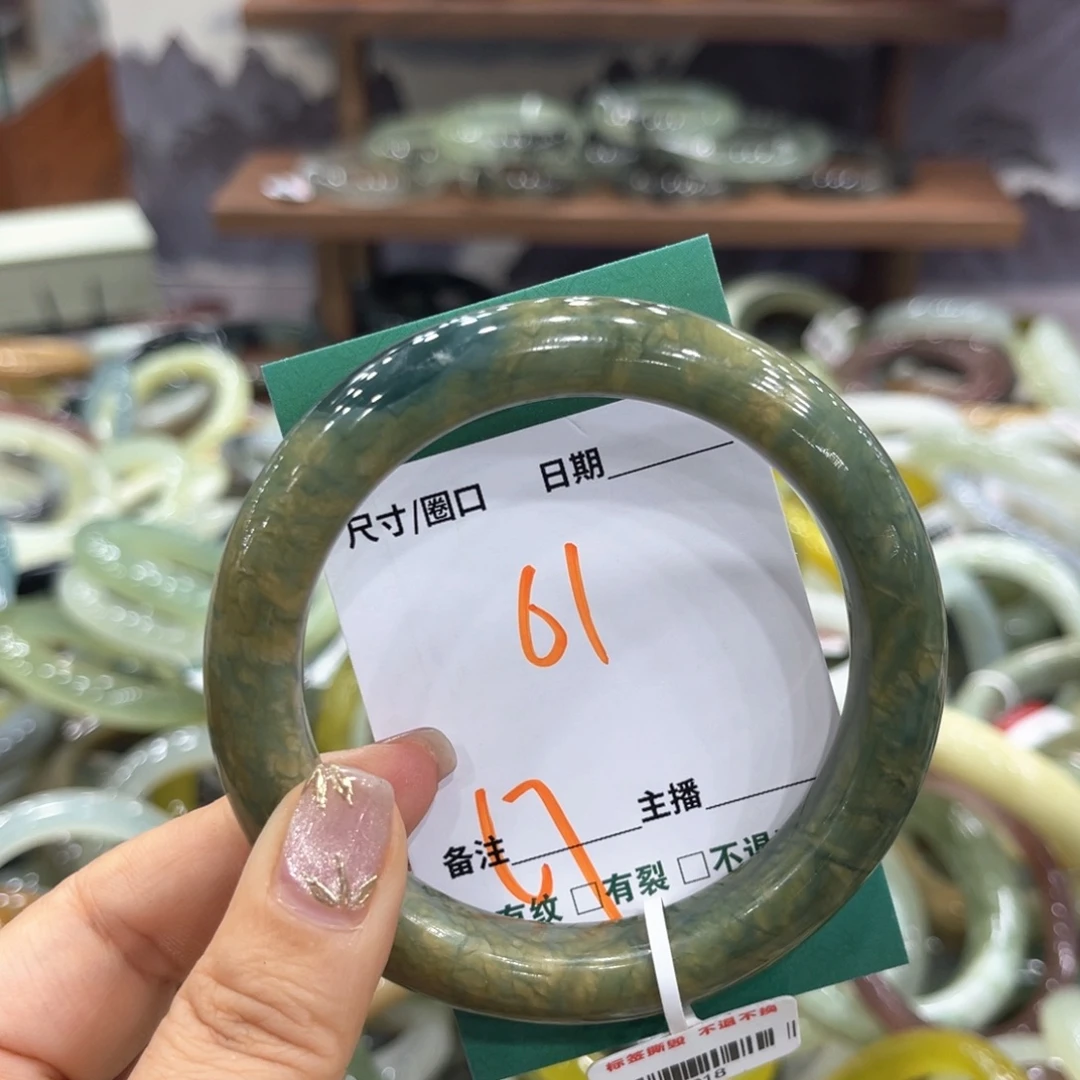 日期
尺寸/圈口
61
主播
备注
有纹 □有裂 □不退
标签撕毁 不退不换
18